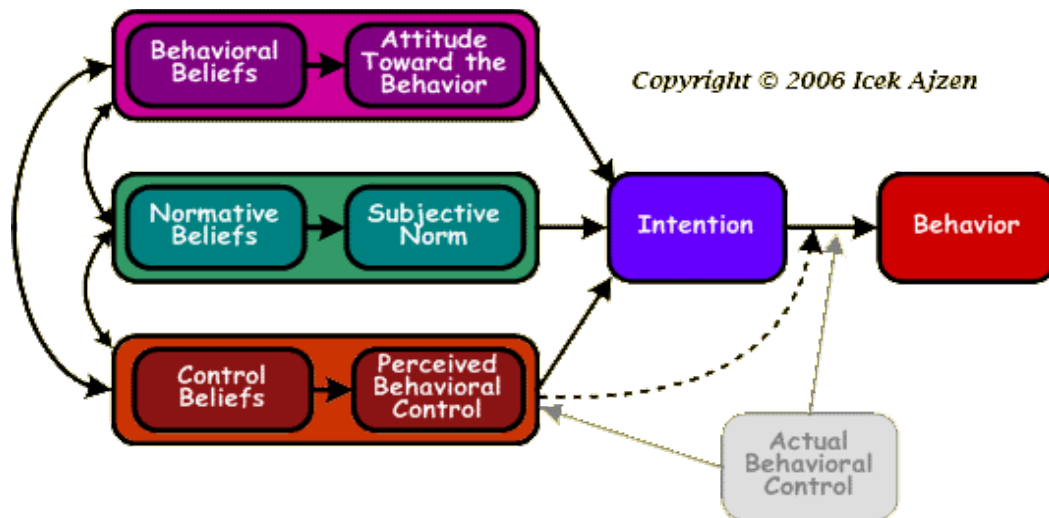 Behavioral
Beliefs
Attitude
Toward the
Behavior
Copyright © 2006 Icek Ajzen
Normative
Beliefs
Subjective
Norm
Intention
Behavior
Control
Beliefs
Perceived
Behavioral
Control
Actual
Behavioral
Control